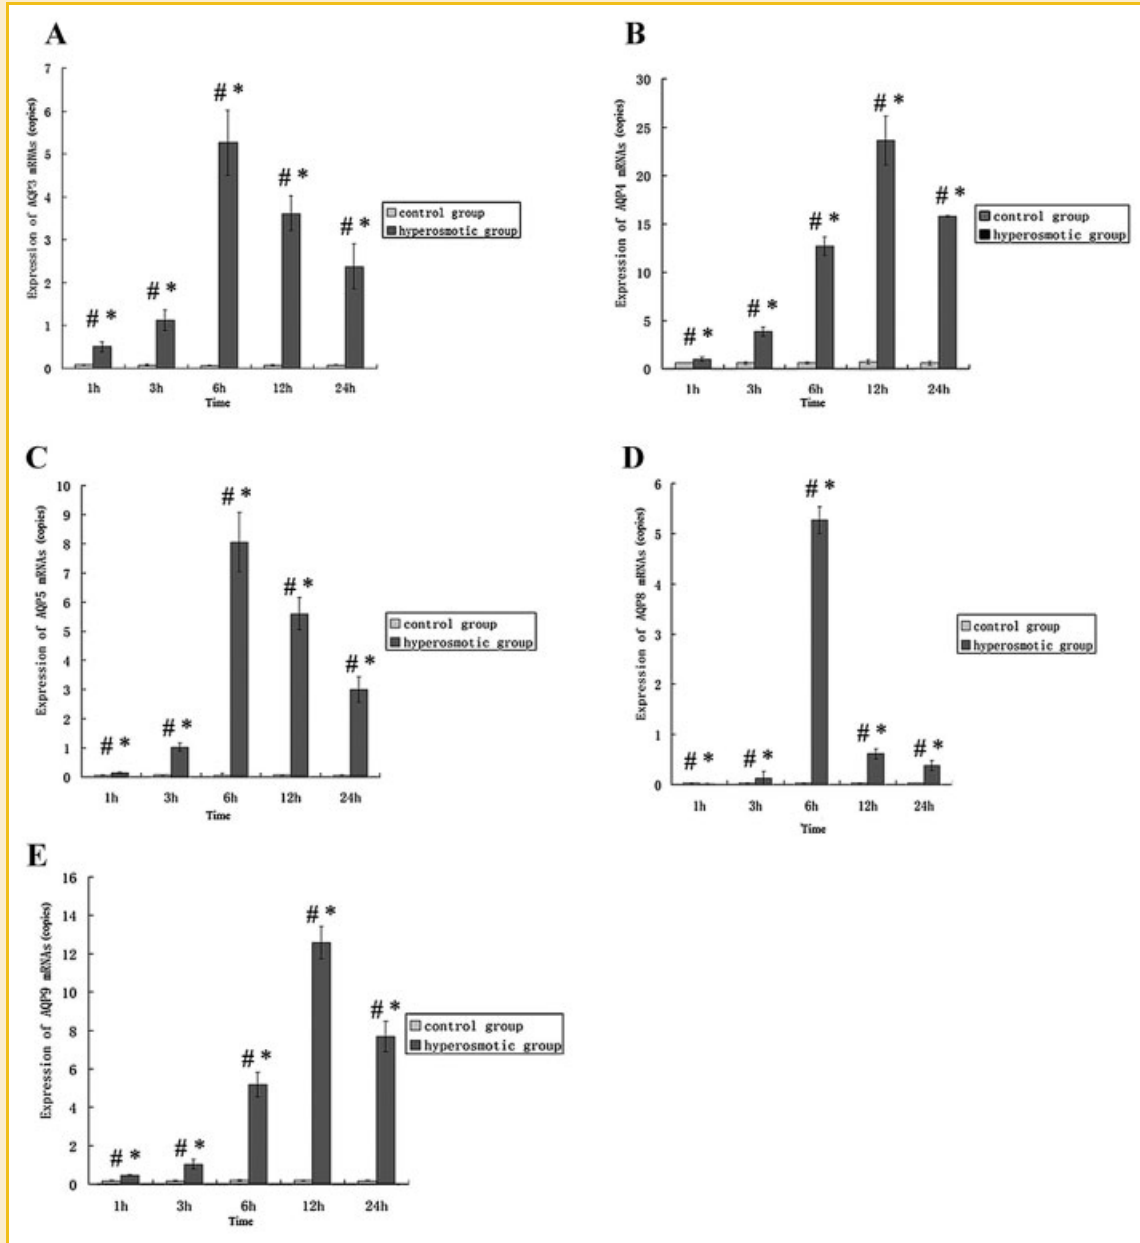 A
7
6
5
4
3
2
1
0
Expression of AQP3 mRNAs (copies)
# *
# *
# *
# *
# *
1h 3h 6h 12h 24h
Time
control group
hyperosmotic group
B
30
25
20
15
10
5
0
Expression of AQP4 mRNAs (copies)
# *
# *
# *
# *
# *
1h 3h 6h 12h 24h
Time
control group
hyperosmotic group
C
10
9
8
7
6
5
4
3
2
1
0
Expression of AQP5 mRNAs (copies)
# *
# *
# *
# *
# *
1h 3h 6h 12h 24h
Time
control group
hyperosmotic group
D
6
5
4
3
2
1
0
Expression of AQP8 mRNAs (copies)
# *
# *
# *
# *
# *
1h 3h 6h 12h 24h
Time
control group
hyperosmotic group
E
16
14
12
10
8
6
4
2
0
Expression of AQP9 mRNAs (copies)
# *
# *
# *
# *
# *
1h 3h 6h 12h 24h
Time
control group
hyperosmotic group